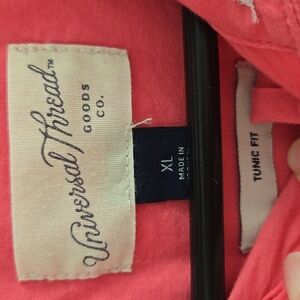 Universal Thread™
GOODS
CO.
XL
MADE IN
TUNIC FIT